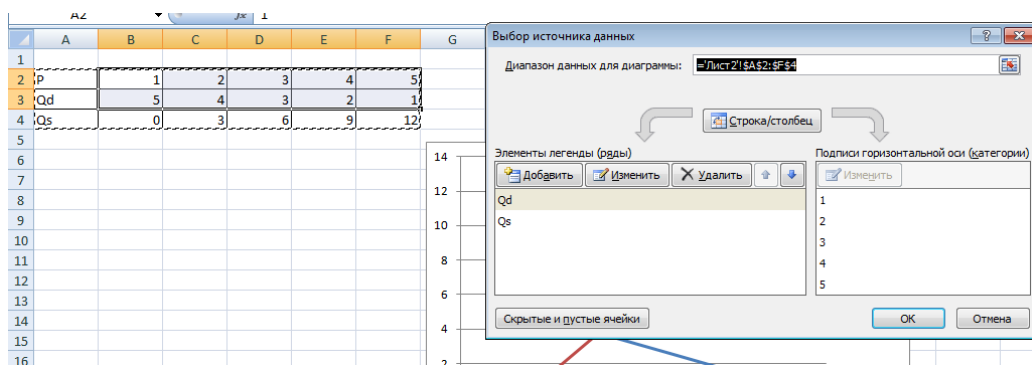 A2 fx 1
A B C D E F G
1
2 P 1 2 3 4 5
3 Qd 5 4 3 2 1
4 Qs 0 3 6 9 12
5
6
7
8
9
10
11
12
13
14
15
16
14
12
10
8
6
4
2
Выбор источника данных
Диапазон данных для диаграммы: ='Лист2'!$A$2:$F$4
Строка/столбец
Элементы легенды (ряды)
Добавить Изменить Удалить
Qd
Qs
Подписи горизонтальной оси (категории)
Изменить
1
2
3
4
5
Скрытые и пустые ячейки
ОК Отмена